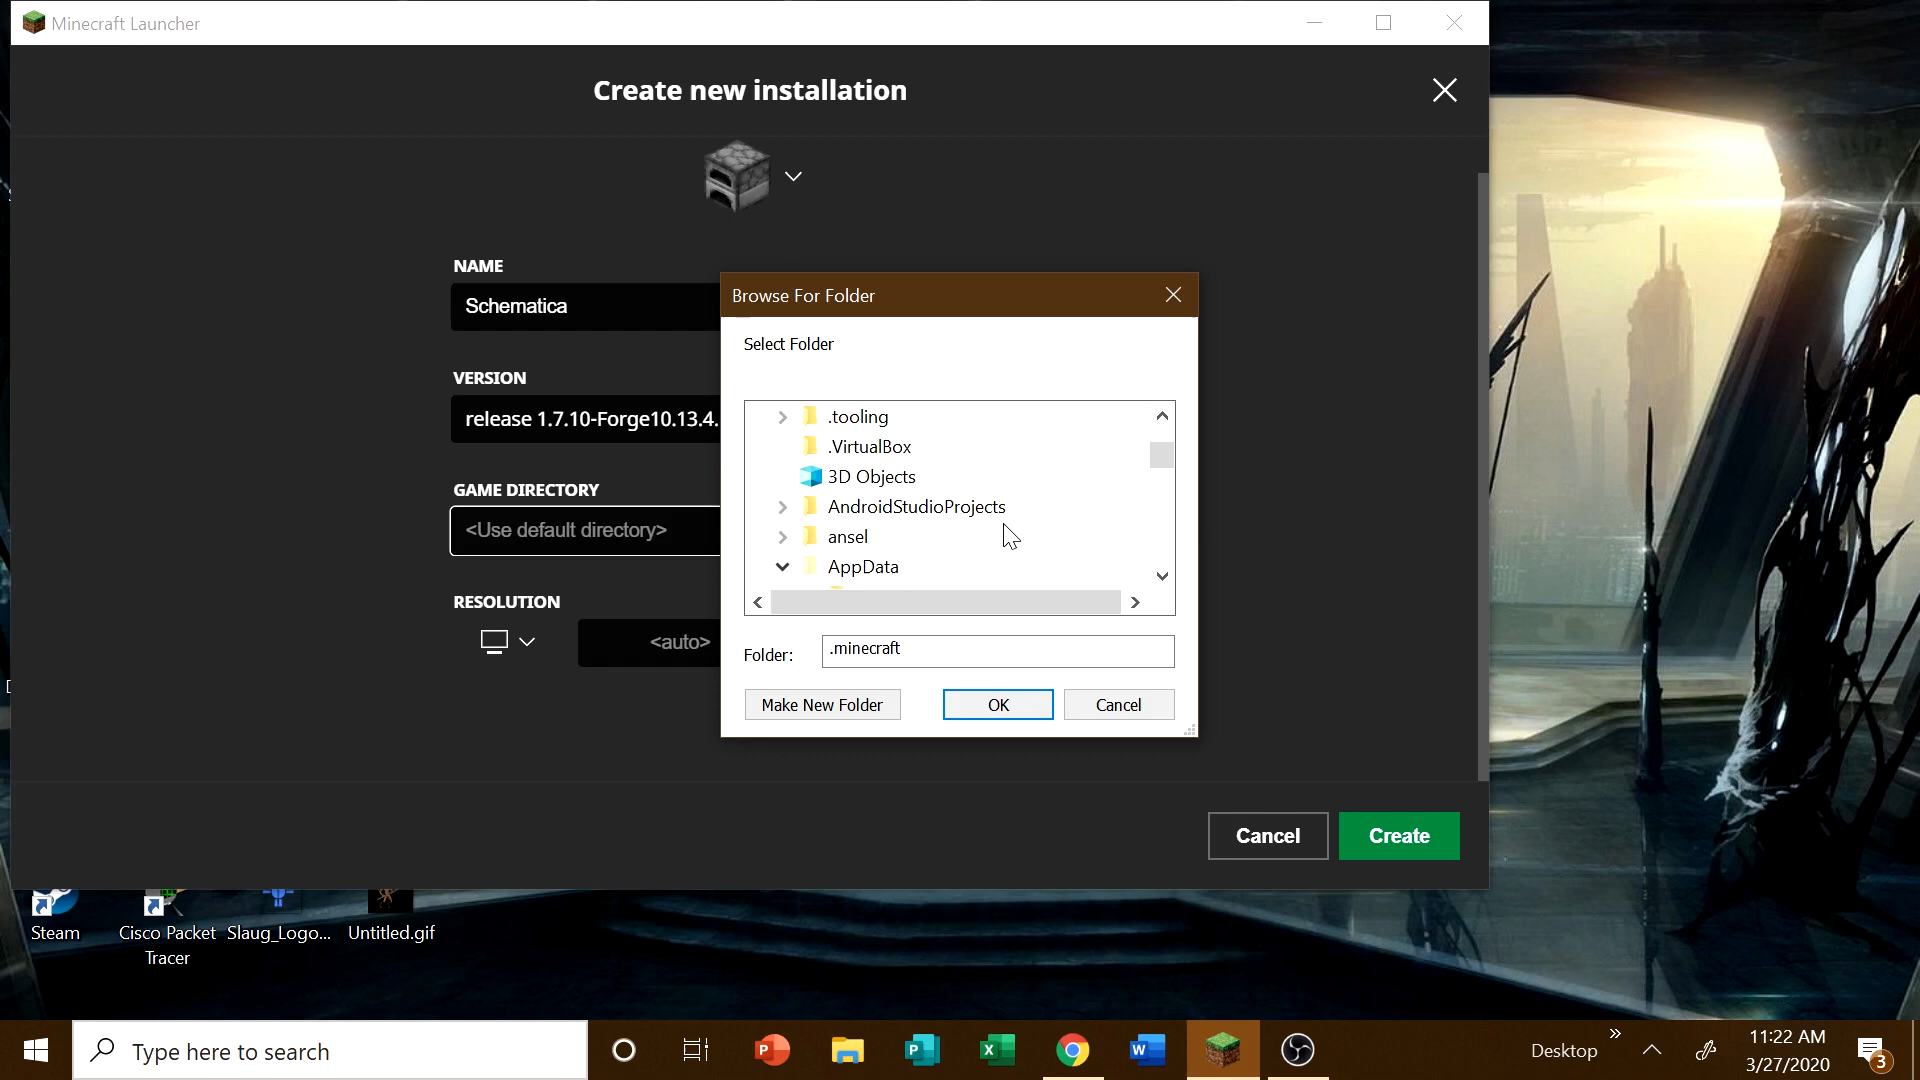 Minecraft Launcher
Create new installation
NAME
Schematica
VERSION
release 1.7.10-Forge10.13.4.
GAME DIRECTORY
<Use default directory>
RESOLUTION
<auto>
Browse For Folder
Select Folder
.tooling
.VirtualBox
3D Objects
AndroidStudioProjects
ansel
AppData
Folder:
.minecraft
Make New Folder
OK
Cancel
Cancel
Create
Steam
Cisco Packet
Tracer
Slaug_Logo...
Untitled.gif
Type here to search
Desktop
11:22 AM
3/27/2020
3